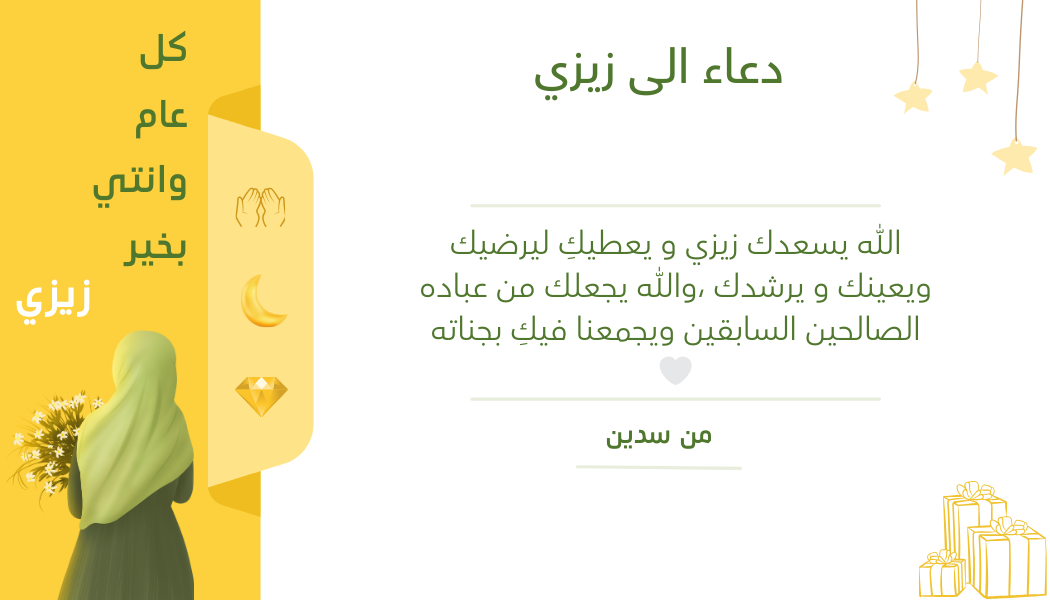 كل
عام
وانتي
بخير
زيزي
دعاء الى زيزي
الله يسعدك زيزي و يعطيكِ ليرضيك
ويعينك و يرشدك ،والله يجعلك من عباده
الصالحين السابقين ويجمعنا فيكِ بجناته
من سدين